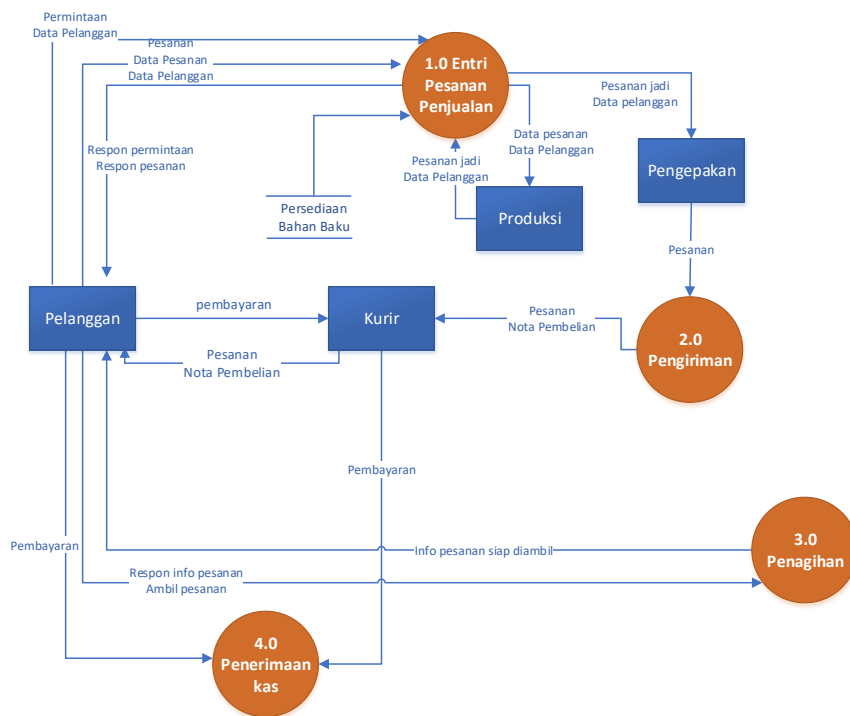 Permintaan
Data Pelanggan
Pesanan
Data Pesanan
Data Pelanggan
1.0 Entri
Pesanan
Penjualan
Pesanan jadi
Data pelanggan
Respon permintaan
Respon pesanan
Pesanan jadi
Data Pelanggan
Data pesanan
Data Pelanggan
Pengepakan
Persediaan
Bahan Baku
Produksi
Pesanan
Pelanggan
pembayaran
Kurir
Pesanan
Nota Pembelian
2.0
Pengiriman
Pesanan
Nota Pembelian
Pembayaran
Pembayaran
Info pesanan siap diambil
3.0
Penagihan
Respon info pesanan
Ambil pesanan
4.0
Penerimaan
kas